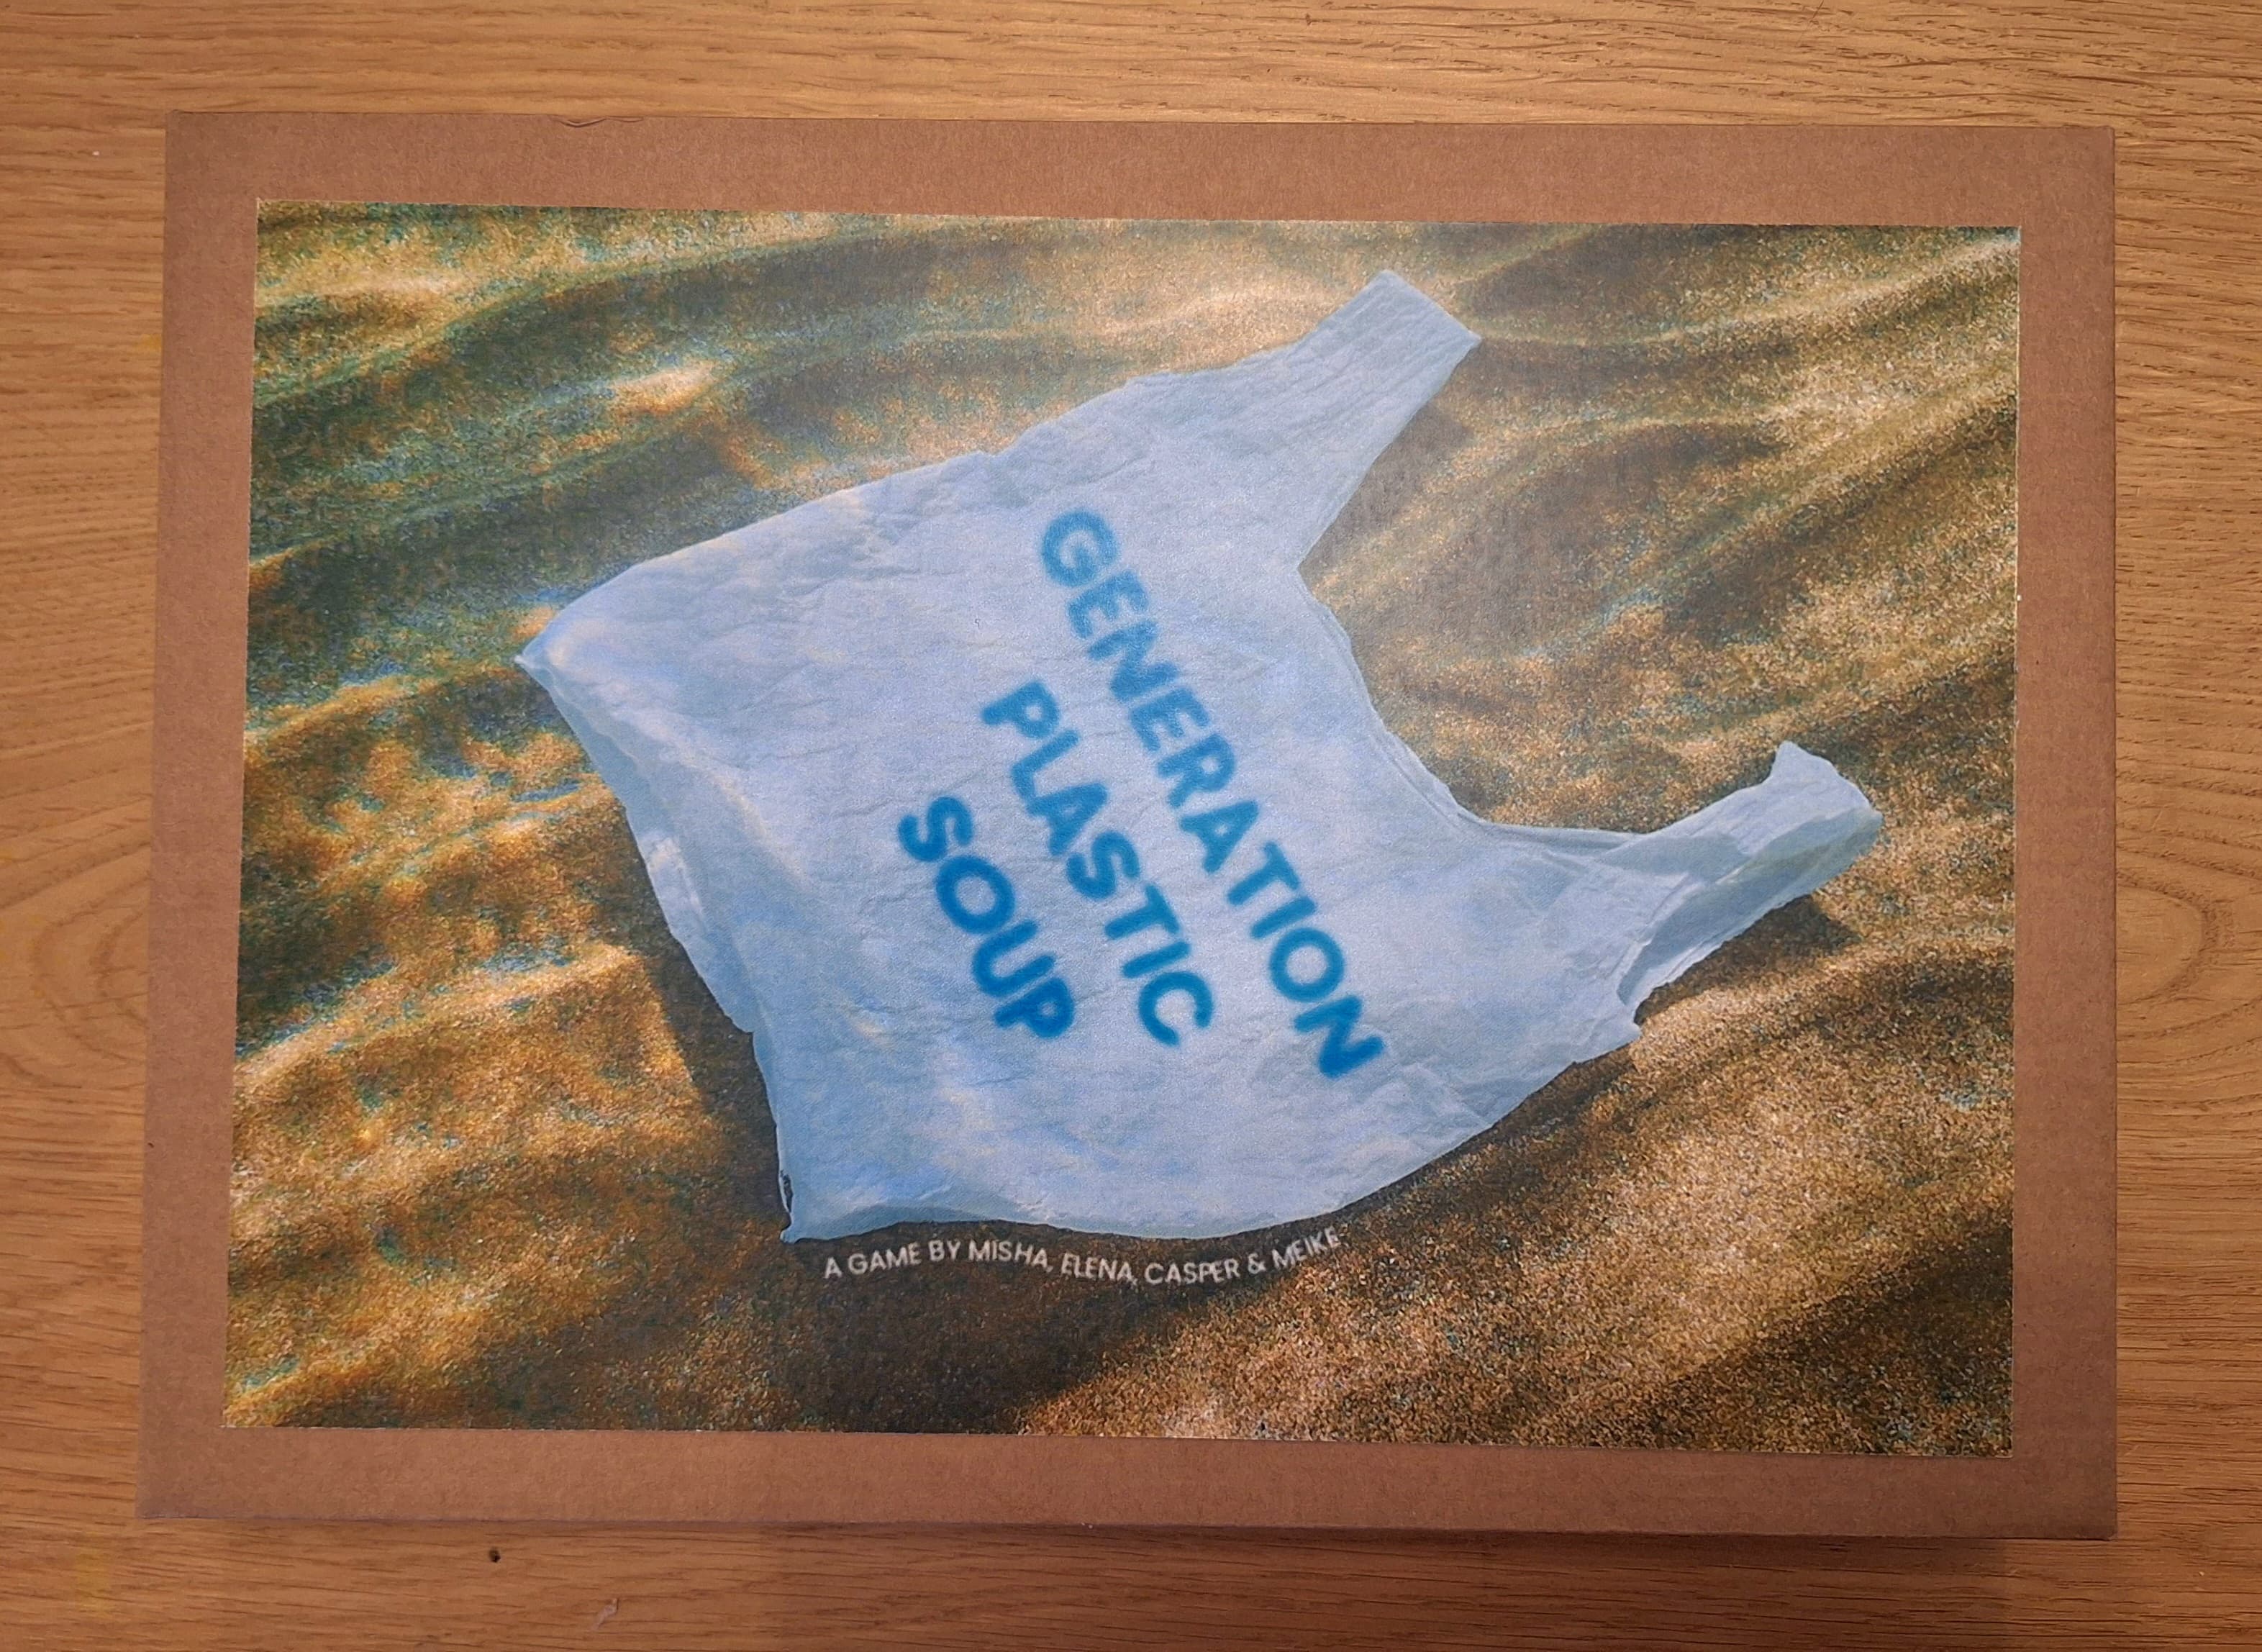 GENERATION
PLASTIC
SOUP
A GAME BY MISHA, ELENA, CASPER & MEIKE